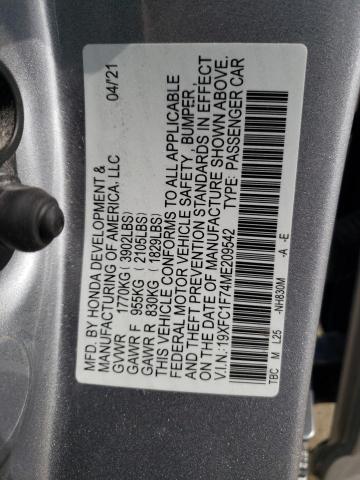 MFD. BY HONDA DEVELOPMENT & 04/21
MANUFACTURING OF AMERICA, LLC
GVWR 1770KG (3902LBS)
GAWR F 955KG (2105LBS)
GAWR R 830KG (1829LBS)
THIS VEHICLE CONFORMS TO ALL APPLICABLE
FEDERAL MOTOR VEHICLE SAFETY, BUMPER,
AND THEFT PREVENTION STANDARDS IN EFFECT
ON THE DATE OF MANUFACTURE SHOWN ABOVE.
V.I.N.:19XFC1F74ME209542 TYPE: PASSENGER CAR
TBC M L25 -NH830M -A -E